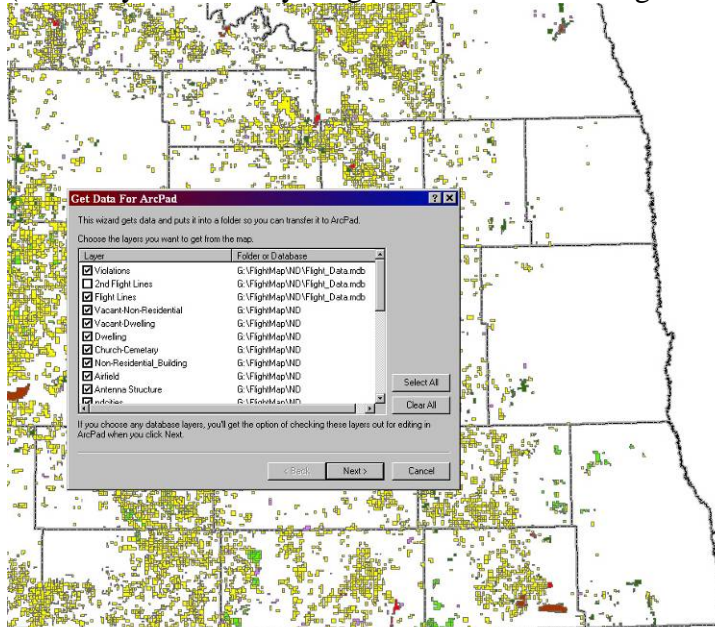 Get Data For ArcPad
This wizard gets data and puts it into a folder so you can transfer it to ArcPad.
Choose the layers you want to get from the map.
Layer Folder or Database
Violations G:\FlightMap\ND\Flight_Data.mdb
2nd Flight Lines G:\FlightMap\ND\Flight_Data.mdb
Flight Lines G:\FlightMap\ND\Flight_Data.mdb
Vacant-Non-Residential G:\FlightMap\ND
Vacant-Dwelling G:\FlightMap\ND
Dwelling G:\FlightMap\ND
Church-Cemetary G:\FlightMap\ND
Non-Residential_Building G:\FlightMap\ND
Airfield G:\FlightMap\ND
Antenna Structure G:\FlightMap\ND
ndcities G:\FlightMap\ND
Select All
Clear All
If you choose any database layers, you'll get the option of checking these layers out for editing in
ArcPad when you click Next.
< Back Next > Cancel